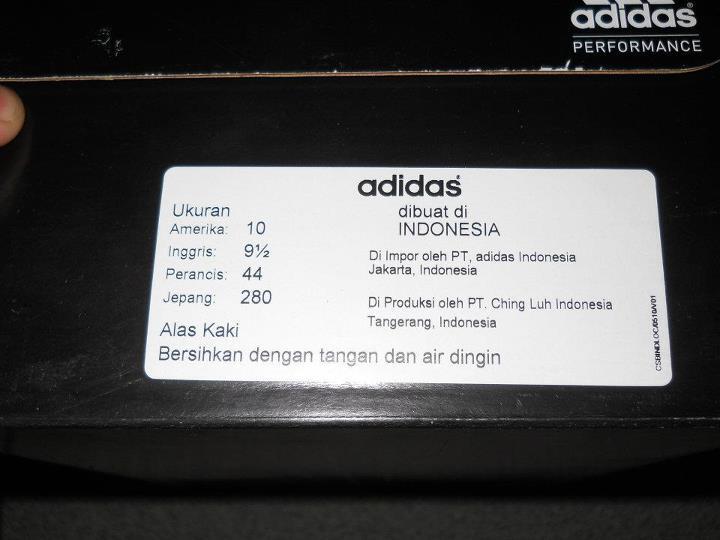 adidas
PERFORMANCE
adidas
Ukuran
Amerika: 10
Inggris: 9½
Perancis: 44
Jepang: 280
Alas Kaki
Bersihkan dengan tangan dan air dingin
dibuat di
INDONESIA
Di Impor oleh PT, adidas Indonesia
Jakarta, Indonesia
Di Produksi oleh PT. Ching Luh Indonesia
Tangerang, Indonesia